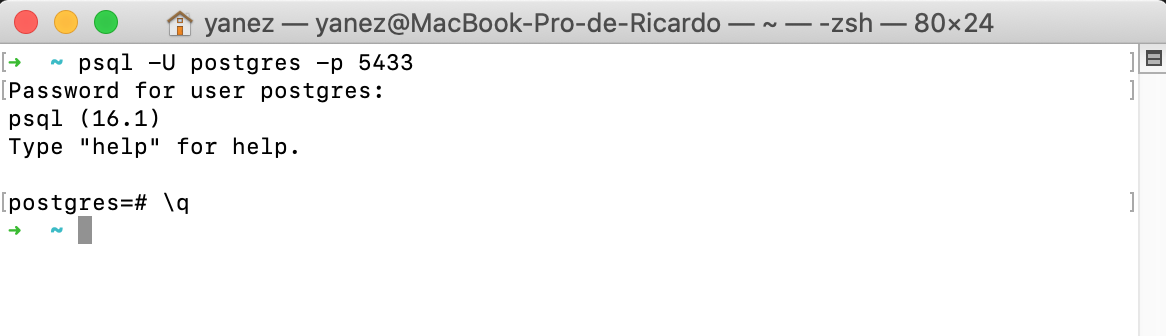 yanez — yanez@MacBook-Pro-de-Ricardo — ~ — -zsh — 80×24
[➜  ~ psql -U postgres -p 5433 ]
[Password for user postgres: ]
psql (16.1)
Type "help" for help.
[postgres=# \q ]
➜  ~